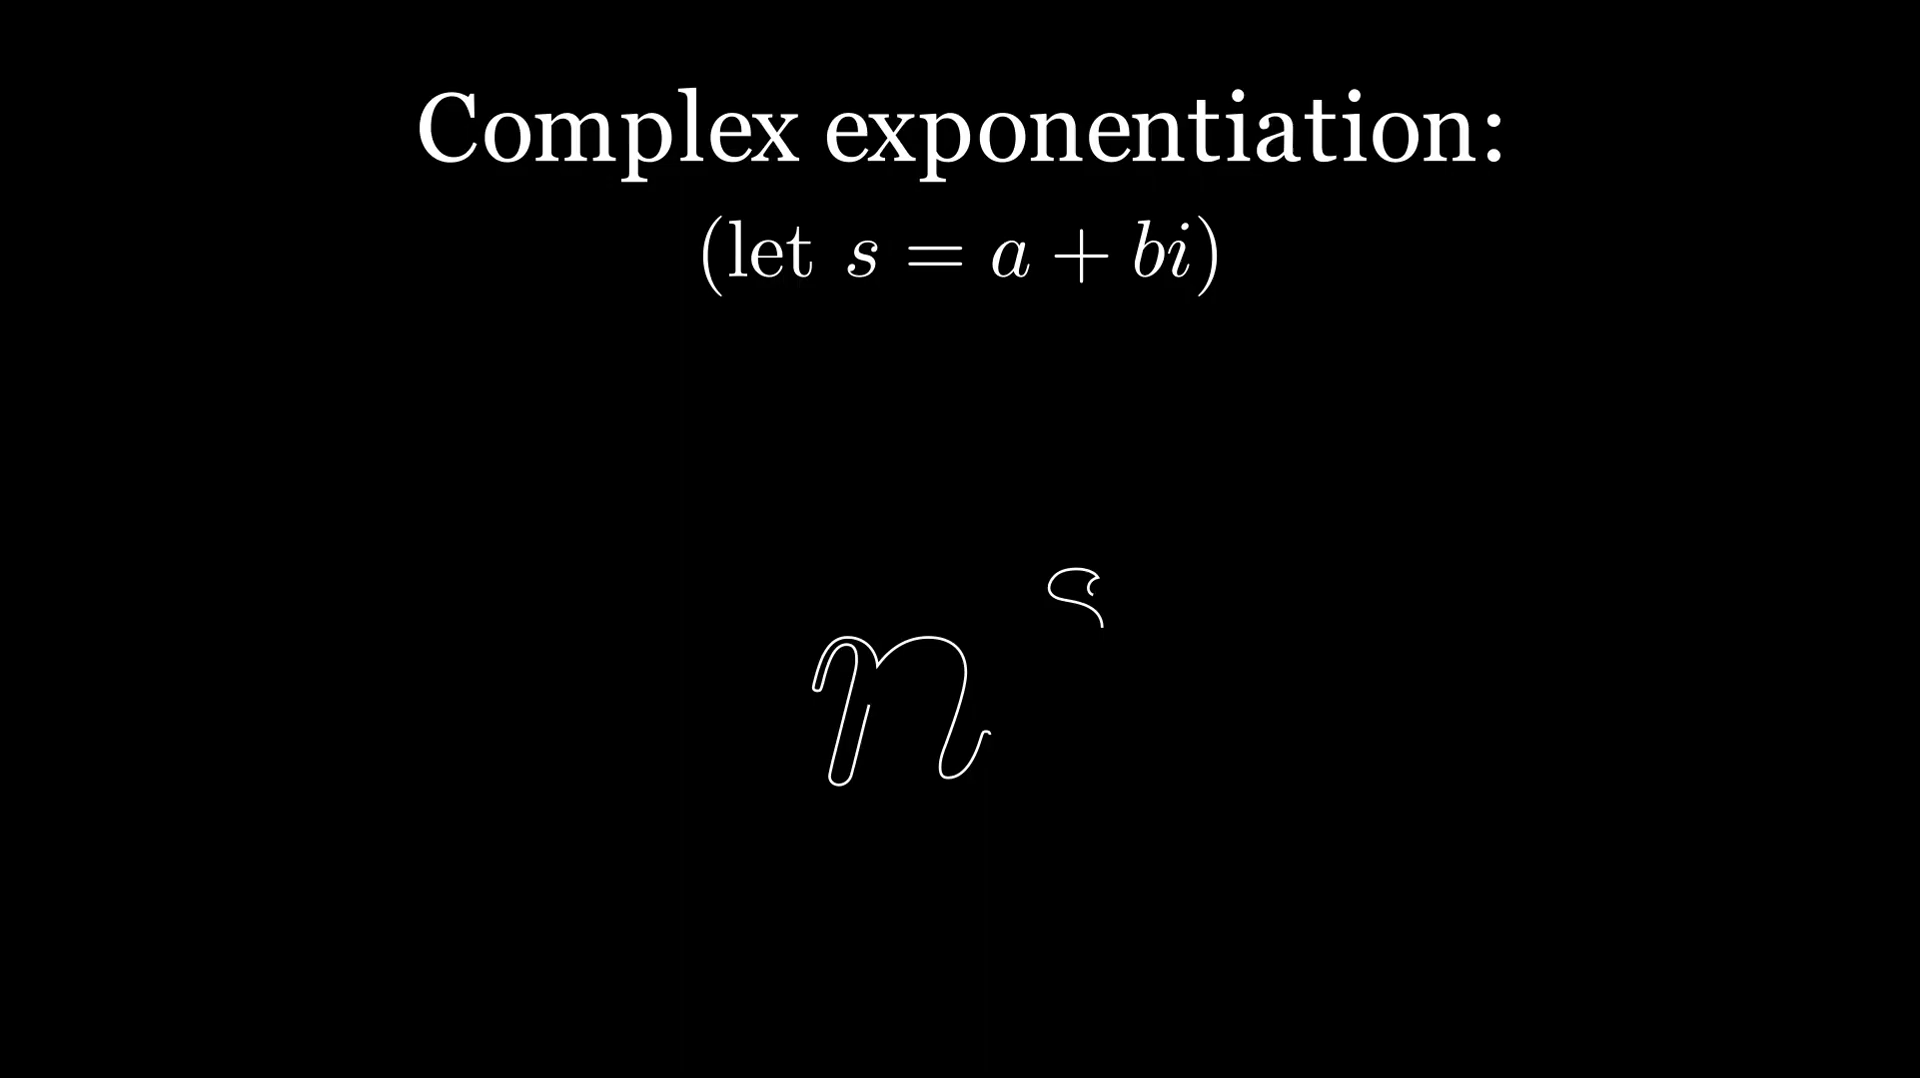 Complex exponentiation:
(let s = a + bi)
n^s